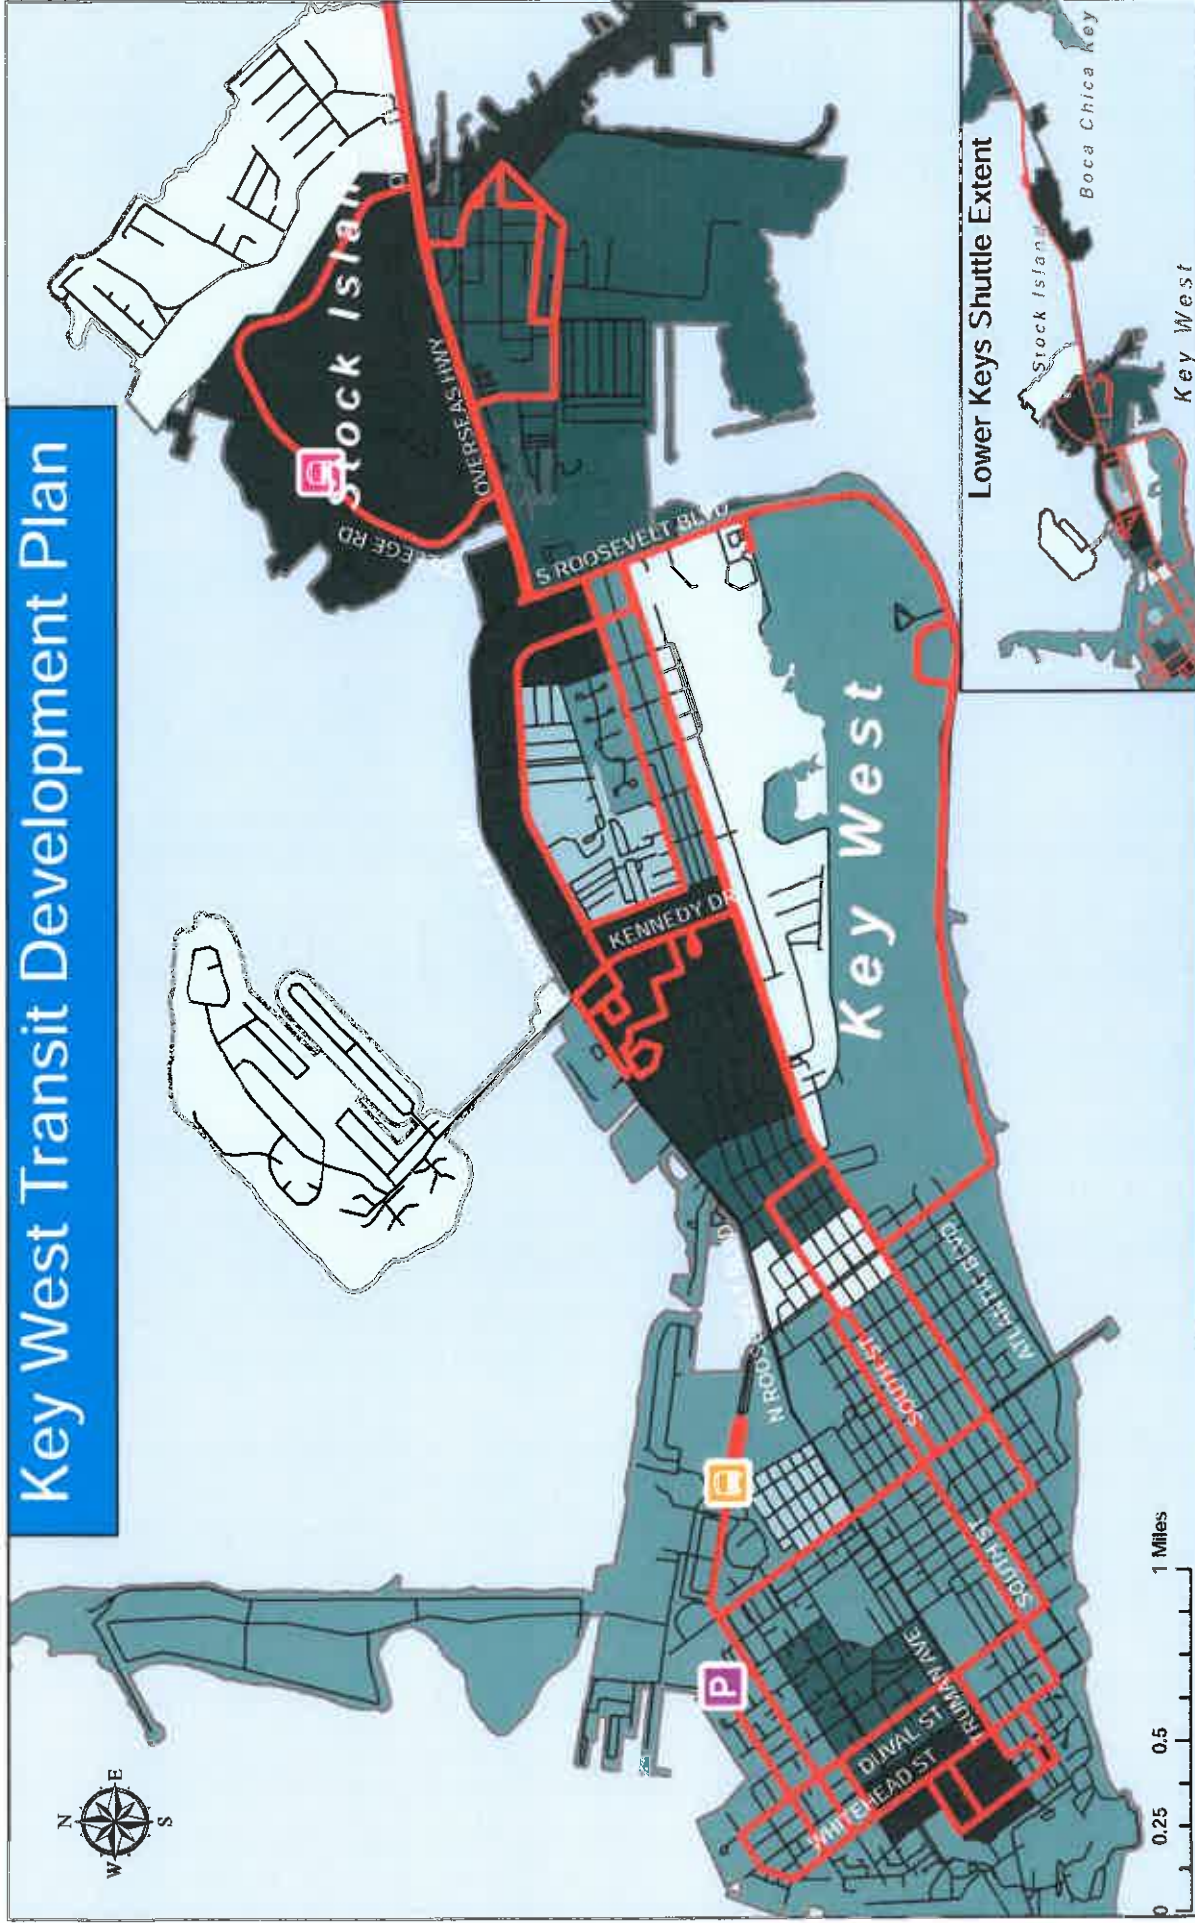 Key West Transit Development Plan
N
W
E
S
Stock Island
OVERSEAS HWY
S ROOSEVELT BLVD
KENNEDY DR
Key West
ATLANTIC BLVD
SOUTH ST
SOUTH ST
TRUMAN AVE
DUVAL ST
WHITEHEAD ST
P
0 0.25 0.5 1 Miles
Lower Keys Shuttle Extent
Stock Island
Boca Chica Key
Key West